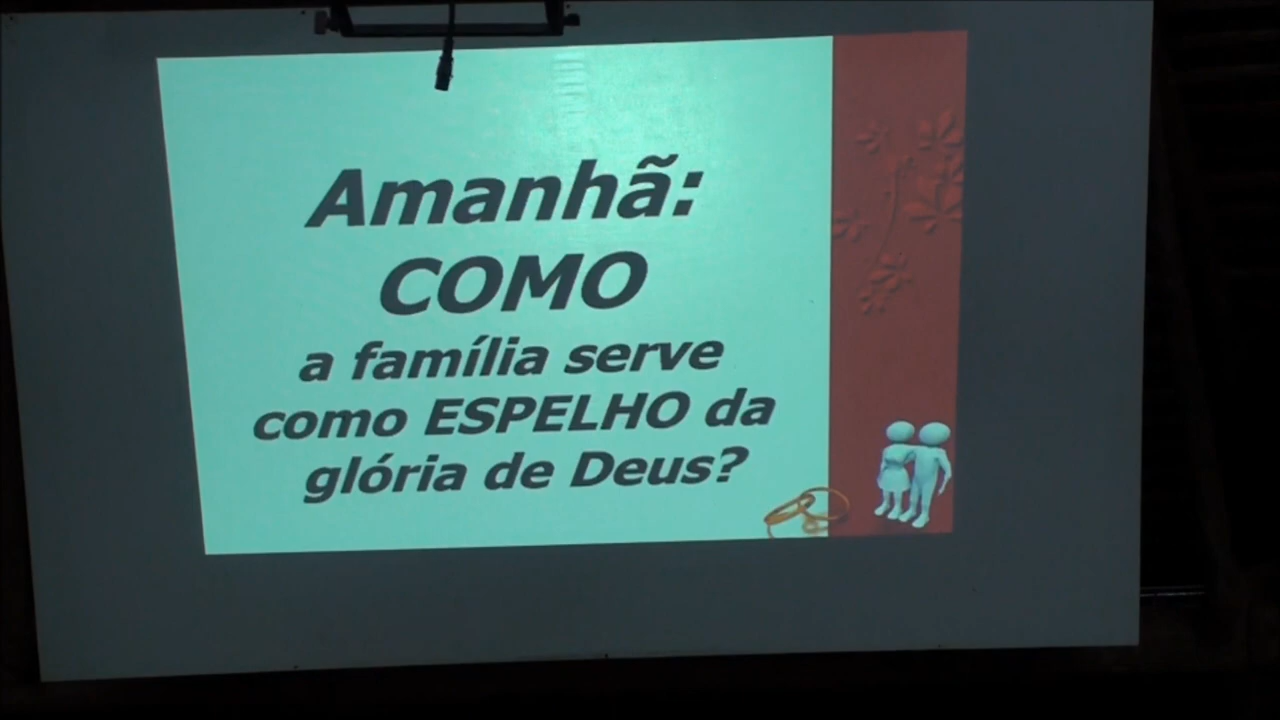 Amanhã:
COMO
a família serve
como ESPELHO da
glória de Deus?